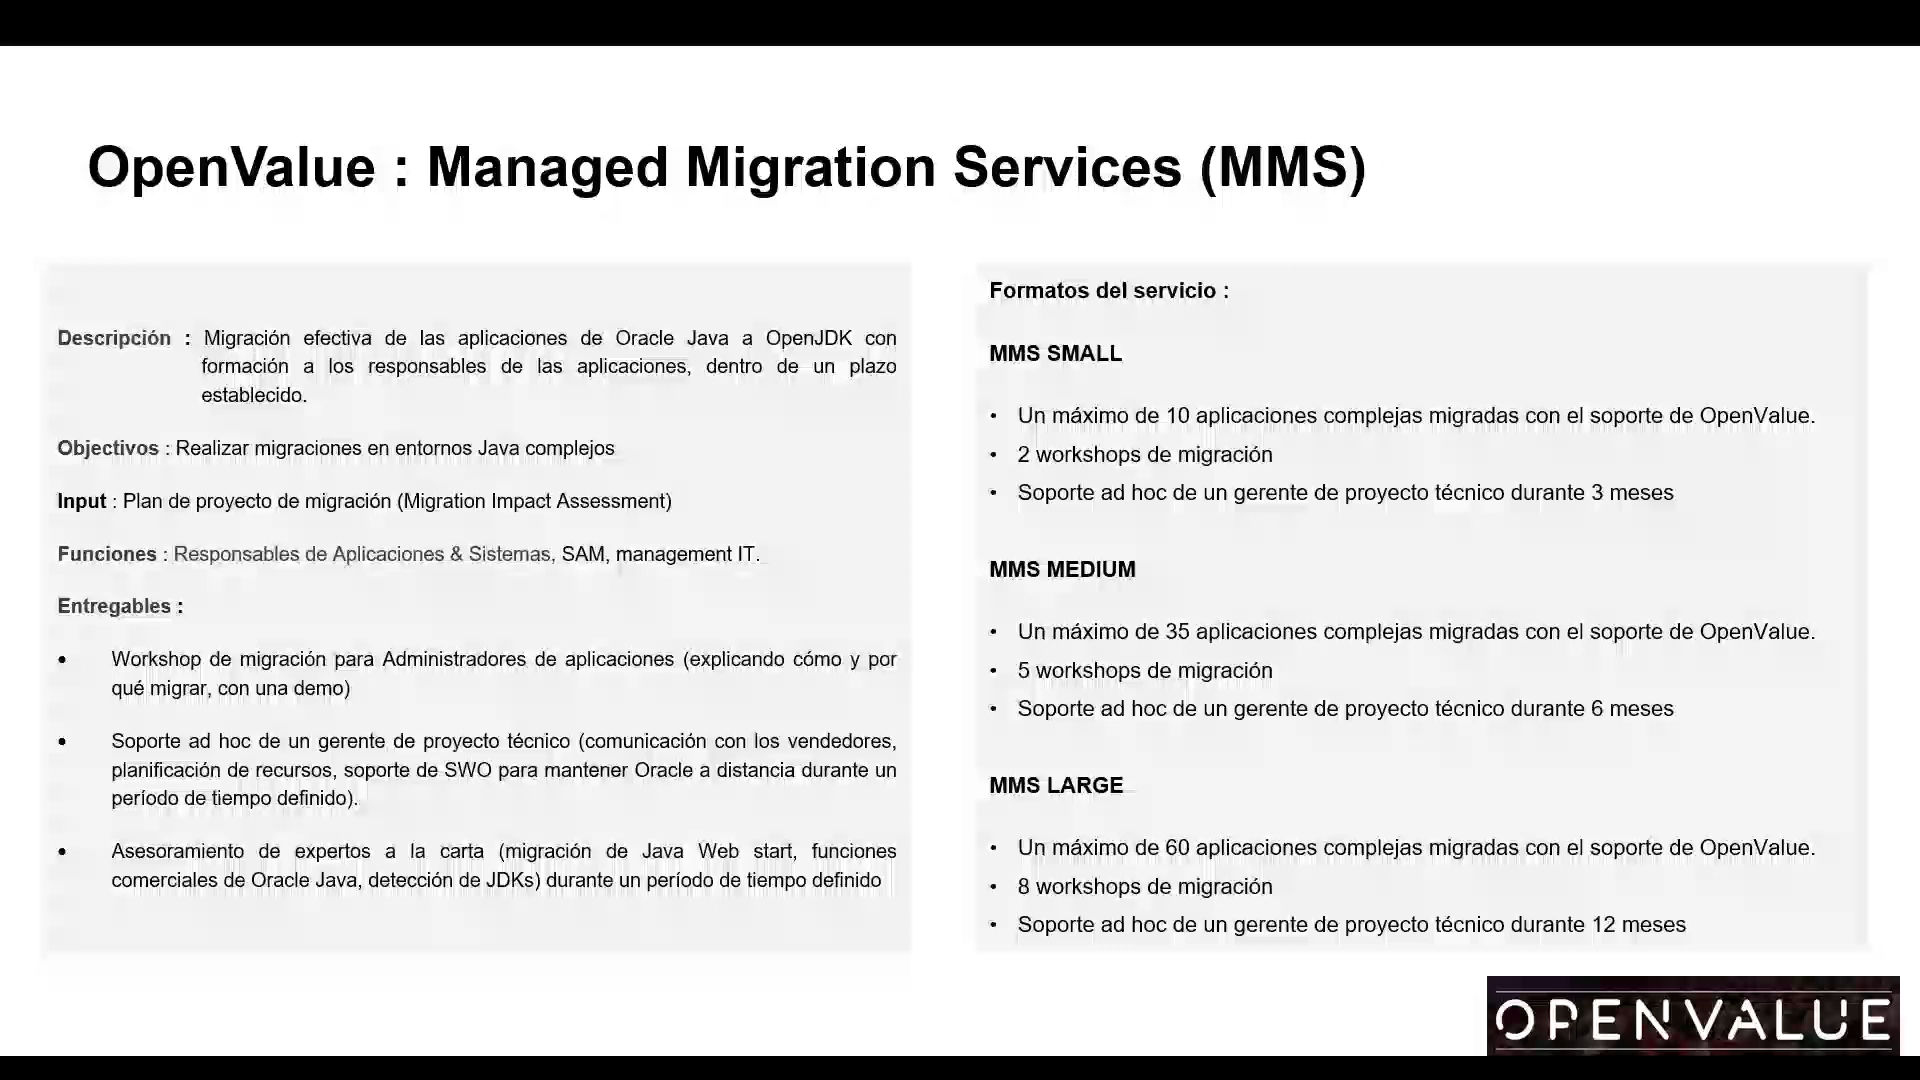 OpenValue : Managed Migration Services (MMS)
Descripción : Migración efectiva de las aplicaciones de Oracle Java a OpenJDK con
formación a los responsables de las aplicaciones, dentro de un plazo
establecido.
Objectivos : Realizar migraciones en entornos Java complejos
Input : Plan de proyecto de migración (Migration Impact Assessment)
Funciones : Responsables de Aplicaciones & Sistemas, SAM, management IT.
Entregables :
• Workshop de migración para Administradores de aplicaciones (explicando cómo y por
qué migrar, con una demo)
• Soporte ad hoc de un gerente de proyecto técnico (comunicación con los vendedores,
planificación de recursos, soporte de SWO para mantener Oracle a distancia durante un
período de tiempo definido).
• Asesoramiento de expertos a la carta (migración de Java Web start, funciones
comerciales de Oracle Java, detección de JDKs) durante un período de tiempo definido
Formatos del servicio :
MMS SMALL
• Un máximo de 10 aplicaciones complejas migradas con el soporte de OpenValue.
• 2 workshops de migración
• Soporte ad hoc de un gerente de proyecto técnico durante 3 meses
MMS MEDIUM
• Un máximo de 35 aplicaciones complejas migradas con el soporte de OpenValue.
• 5 workshops de migración
• Soporte ad hoc de un gerente de proyecto técnico durante 6 meses
MMS LARGE
• Un máximo de 60 aplicaciones complejas migradas con el soporte de OpenValue.
• 8 workshops de migración
• Soporte ad hoc de un gerente de proyecto técnico durante 12 meses
OPENVALUE